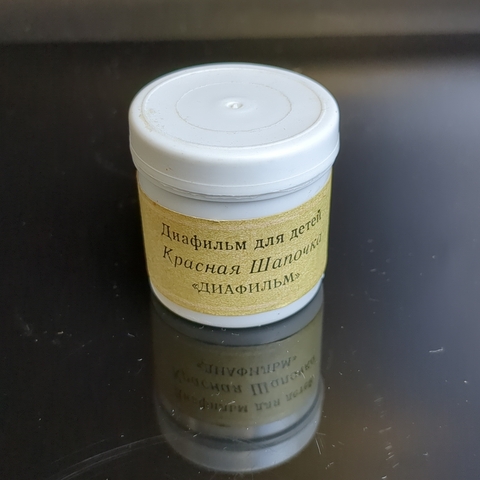 Диафильм для детей
Красная Шапочка
«ДИАФИЛЬМ»